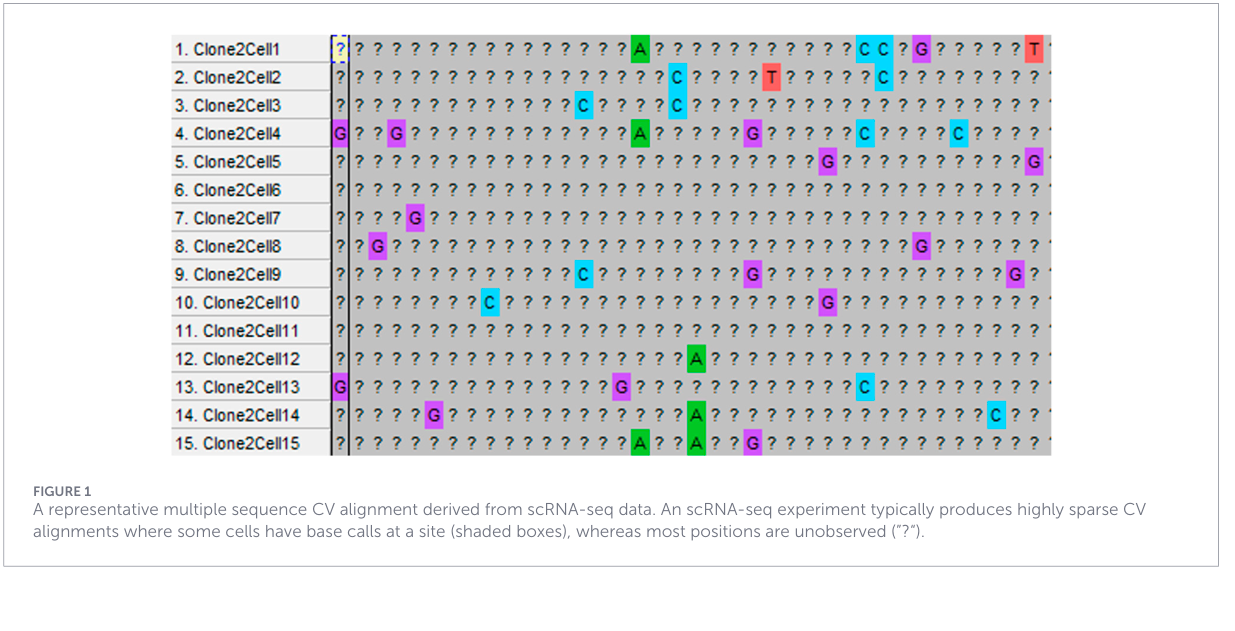 1. Clone2Cell1 ? ? ? ? ? ? ? ? ? ? ? ? ? ? ? ? A ? ? ? ? ? ? ? ? ? ? ? C C ? G ? ? ? ? ? T
2. Clone2Cell2 ? ? ? ? ? ? ? ? ? ? ? ? ? ? ? ? ? ? C ? ? ? ? T ? ? ? ? ? C ? ? ? ? ? ? ? ?
3. Clone2Cell3 ? ? ? ? ? ? ? ? ? ? ? ? ? C ? ? ? ? C ? ? ? ? ? ? ? ? ? ? ? ? ? ? ? ? ? ? ?
4. Clone2Cell4 G ? ? G ? ? ? ? ? ? ? ? ? ? ? ? A ? ? ? ? ? G ? ? ? ? ? C ? ? ? ? C ? ? ? ?
5. Clone2Cell5 ? ? ? ? ? ? ? ? ? ? ? ? ? ? ? ? ? ? ? ? ? ? ? ? ? ? G ? ? ? ? ? ? ? ? ? ? G
6. Clone2Cell6 ? ? ? ? ? ? ? ? ? ? ? ? ? ? ? ? ? ? ? ? ? ? ? ? ? ? ? ? ? ? ? ? ? ? ? ? ? ?
7. Clone2Cell7 ? ? ? ? G ? ? ? ? ? ? ? ? ? ? ? ? ? ? ? ? ? ? ? ? ? ? ? ? ? ? ? ? ? ? ? ? ?
8. Clone2Cell8 ? ? G ? ? ? ? ? ? ? ? ? ? ? ? ? ? ? ? ? ? ? ? ? ? ? ? ? ? ? ? G ? ? ? ? ? ?
9. Clone2Cell9 ? ? ? ? ? ? ? ? ? ? ? ? ? C ? ? ? ? ? ? ? ? G ? ? ? ? ? ? ? ? ? ? ? ? ? G ?
10. Clone2Cell10 ? ? ? ? ? ? ? ? C ? ? ? ? ? ? ? ? ? ? ? ? ? ? ? ? ? G ? ? ? ? ? ? ? ? ? ? ?
11. Clone2Cell11 ? ? ? ? ? ? ? ? ? ? ? ? ? ? ? ? ? ? ? ? ? ? ? ? ? ? ? ? ? ? ? ? ? ? ? ? ? ?
12. Clone2Cell12 ? ? ? ? ? ? ? ? ? ? ? ? ? ? ? ? ? ? ? A ? ? ? ? ? ? ? ? ? ? ? ? ? ? ? ? ? ?
13. Clone2Cell13 G ? ? ? ? ? ? ? ? ? ? ? ? ? ? G ? ? ? ? ? ? ? ? ? ? ? ? C ? ? ? ? ? ? ? ? ?
14. Clone2Cell14 ? ? ? ? ? G ? ? ? ? ? ? ? ? ? ? ? ? ? A ? ? ? ? ? ? ? ? ? ? ? ? ? ? ? C ? ?
15. Clone2Cell15 ? ? ? ? ? ? ? ? ? ? ? ? ? ? ? ? A ? ? A ? ? G ? ? ? ? ? ? ? ? ? ? ? ? ? ? ?
FIGURE 1
A representative multiple sequence CV alignment derived from scRNA-seq data. An scRNA-seq experiment typically produces highly sparse CV
alignments where some cells have base calls at a site (shaded boxes), whereas most positions are unobserved ("?").